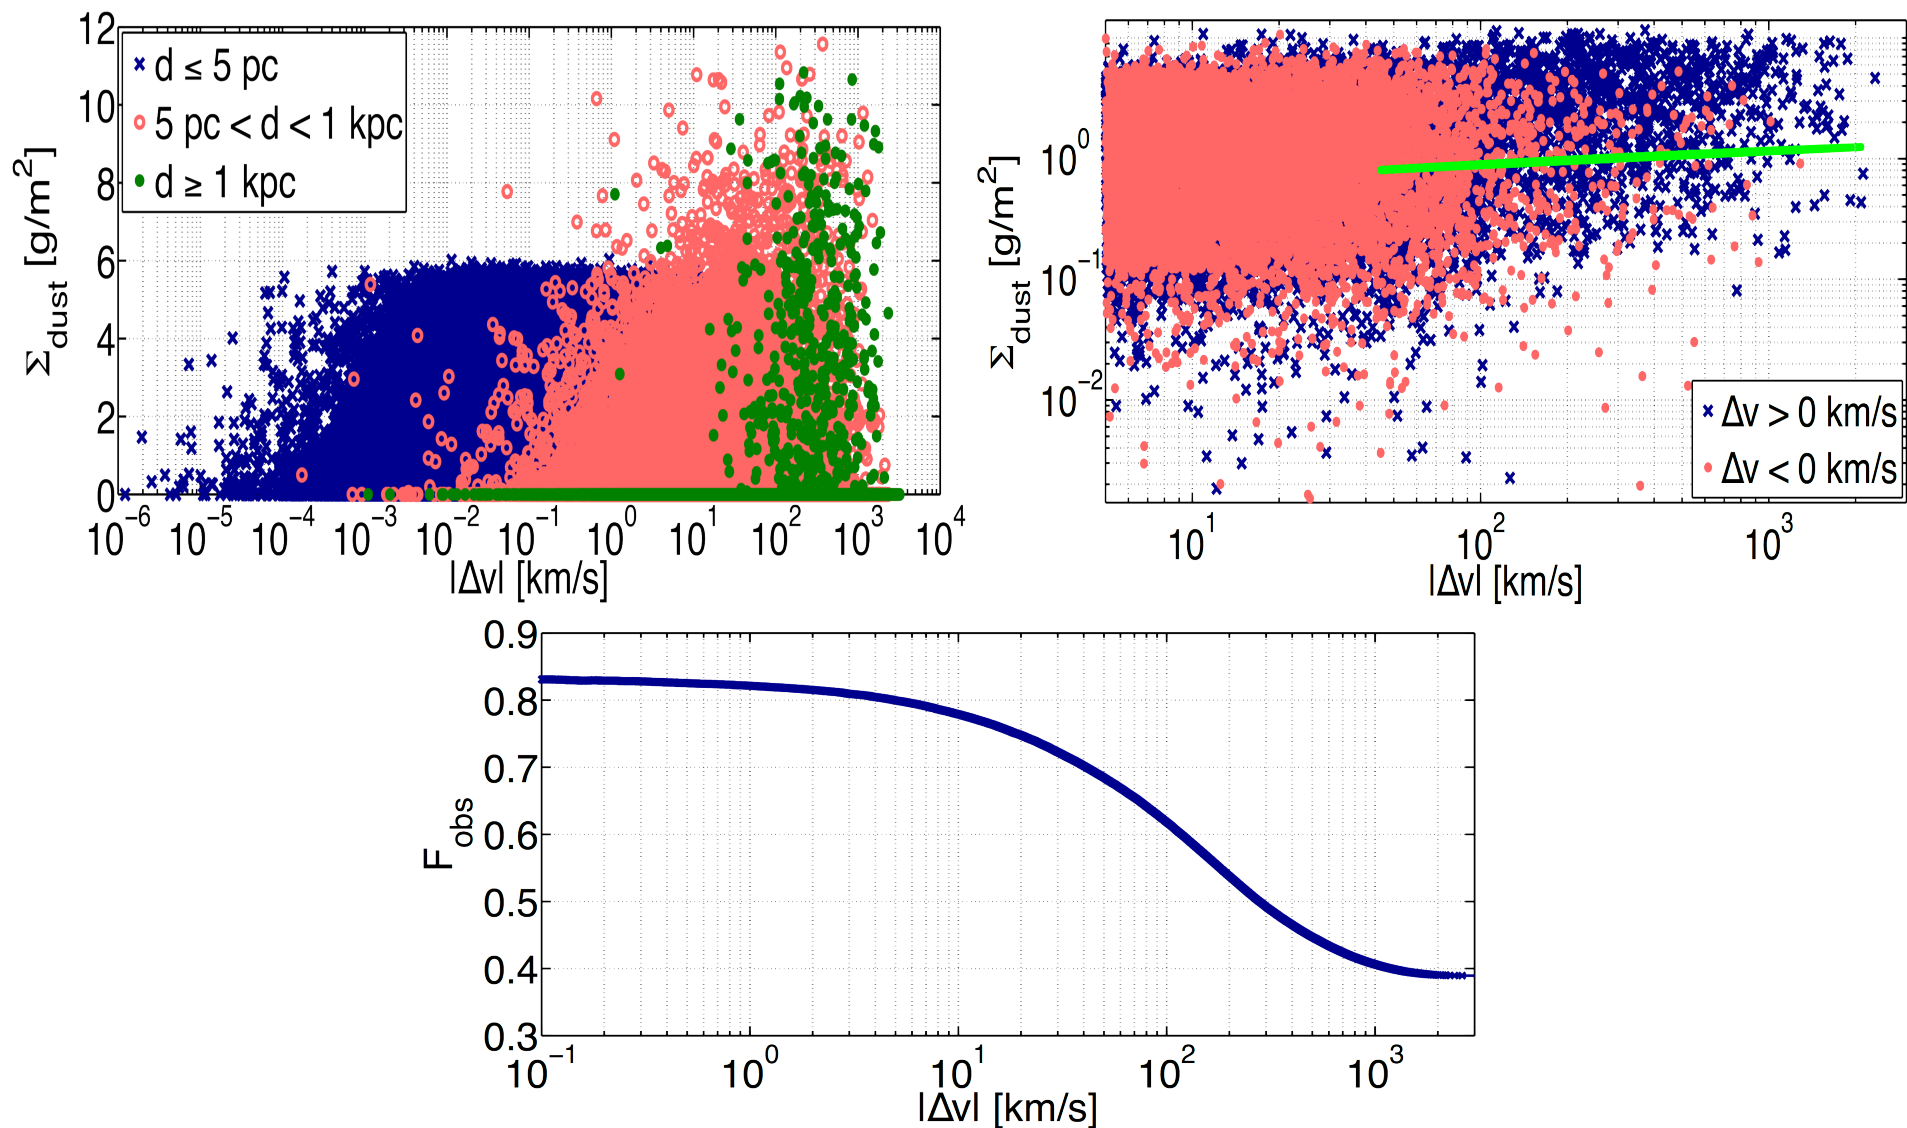 12
10
8
6
4
2
0
Σdust [g/m²]
× d ≤ 5 pc
o 5 pc < d < 1 kpc
● d ≥ 1 kpc
10⁻⁶ 10⁻⁵ 10⁻⁴ 10⁻³ 10⁻² 10⁻¹ 10⁰ 10¹ 10² 10³ 10⁴
|Δv| [km/s]
10⁰
10⁻¹
10⁻²
Σdust [g/m²]
× Δv > 0 km/s
● Δv < 0 km/s
10¹ 10² 10³
|Δv| [km/s]
0.9
0.8
0.7
0.6
0.5
0.4
0.3
Fobs
10⁻¹ 10⁰ 10¹ 10² 10³
|Δv| [km/s]